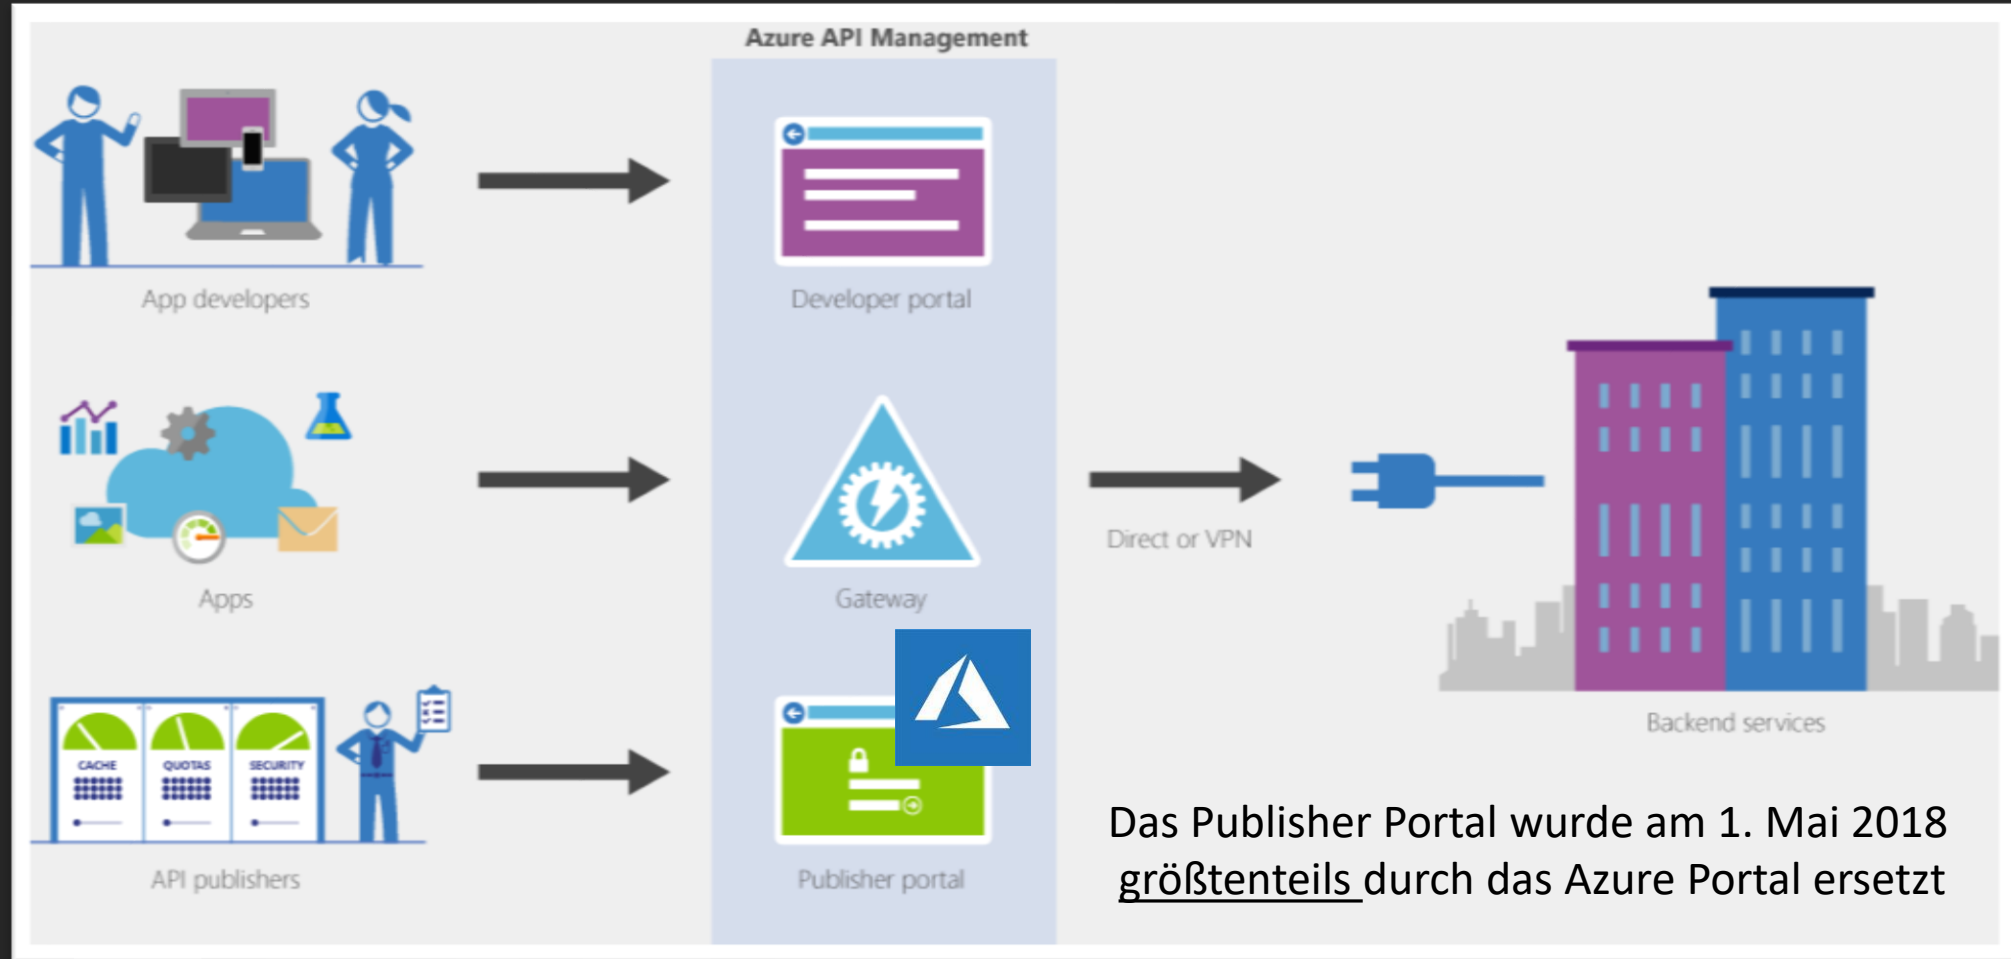 Azure API Management
App developers
Developer portal
Apps
Gateway
Direct or VPN
Backend services
CACHE
QUOTAS
SECURITY
API publishers
Publisher portal
Das Publisher Portal wurde am 1. Mai 2018
größtenteils durch das Azure Portal ersetzt